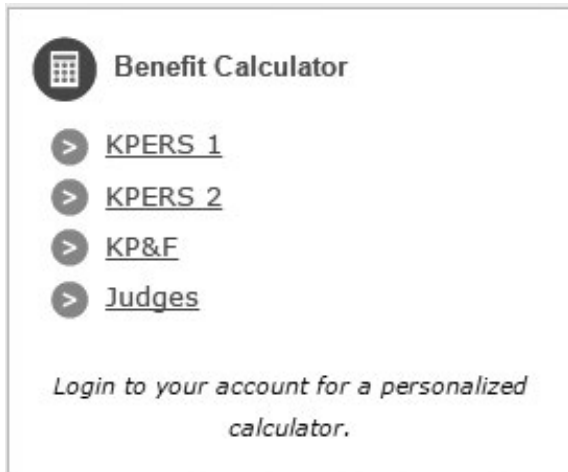 Benefit Calculator
> KPERS 1
> KPERS 2
> KP&F
> Judges
Login to your account for a personalized
calculator.